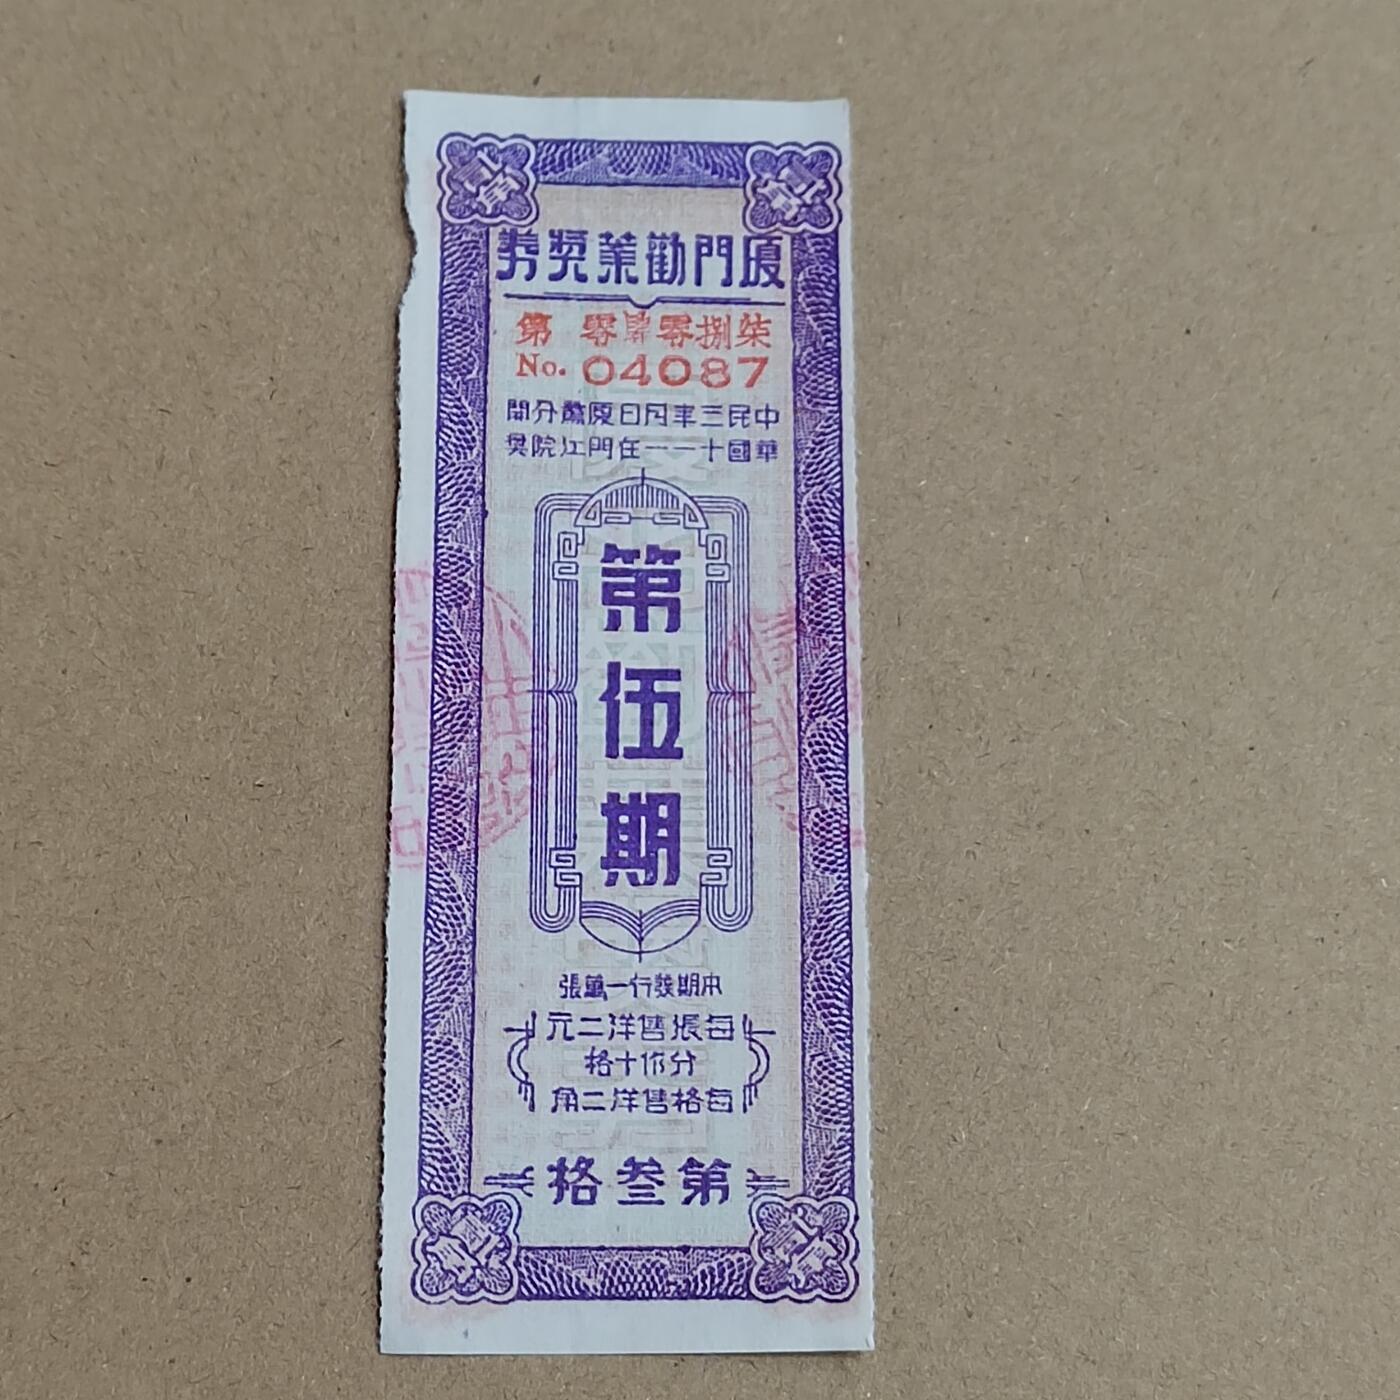 厦門勸業奬券
第 零肆零捌柒
No. 04087
中民三年月日厦鷺分開
華國十一一在門江院奬
第
伍
期
本期發行一萬張
每張售洋二元
分作十格
每格售洋二角
第叁格